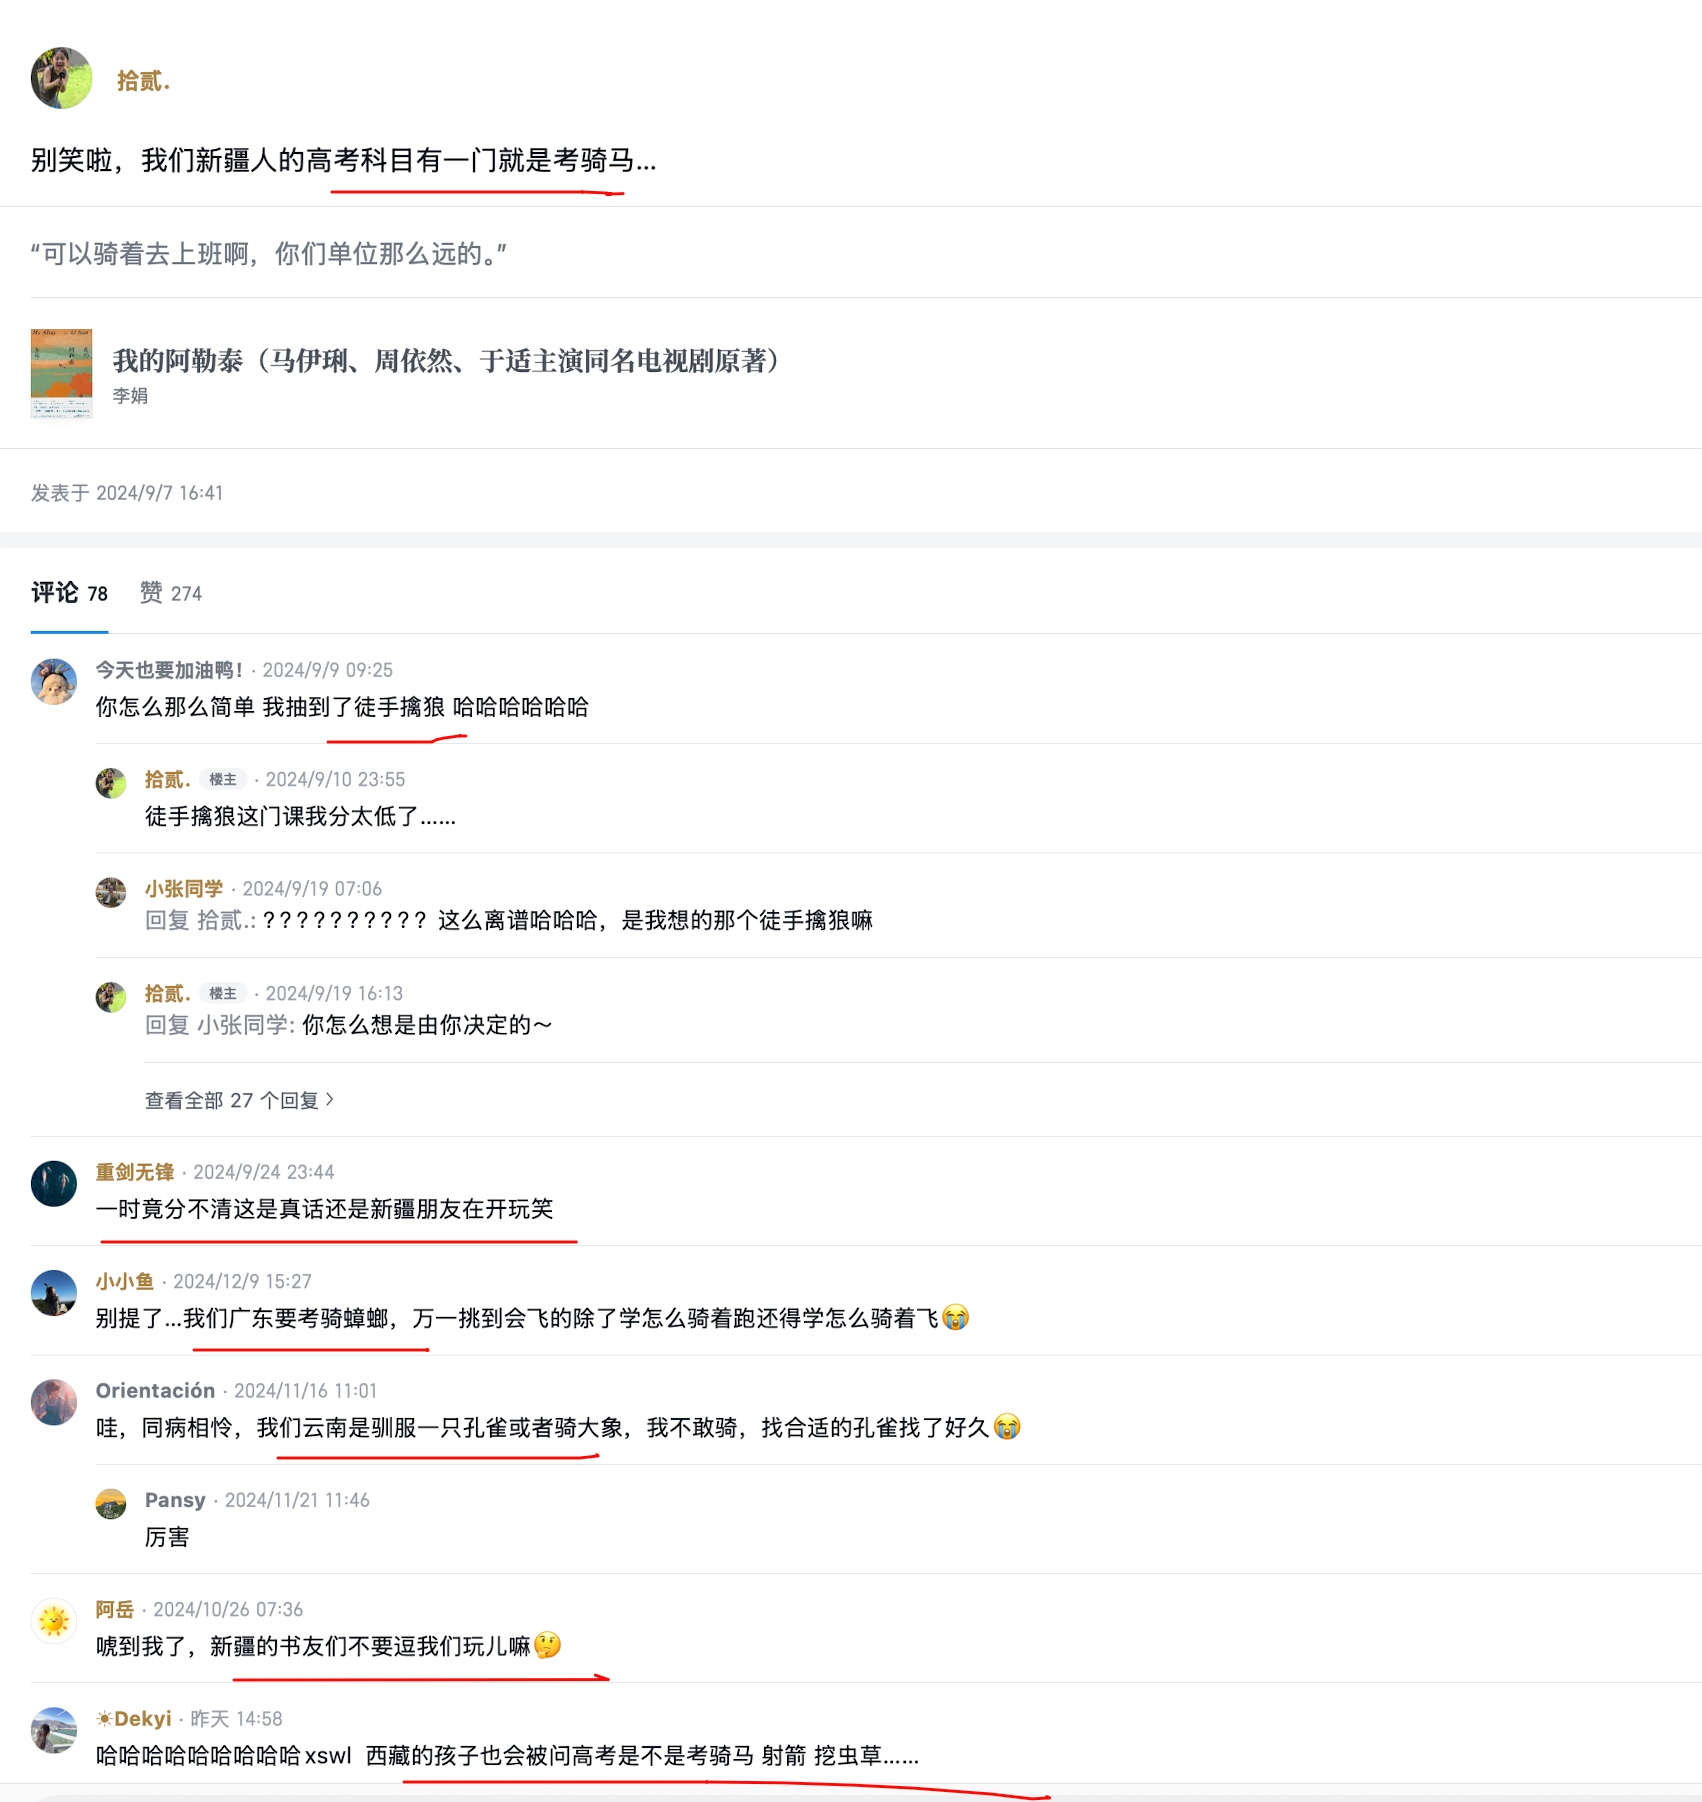 拾贰.
别笑啦，我们新疆人的高考科目有一门就是考骑马...
“可以骑着去上班啊，你们单位那么远的。”
我的阿勒泰（马伊琍、周依然、于适主演同名电视剧原著）
李娟
发表于 2024/9/7 16:41
评论 78 赞 274
今天也要加油鸭！ · 2024/9/9 09:25
你怎么那么简单 我抽到了徒手擒狼 哈哈哈哈哈哈
拾贰. 楼主 · 2024/9/10 23:55
徒手擒狼这门课我分太低了……
小张同学 · 2024/9/19 07:06
回复 拾贰.: ？？？？？？？？？？ 这么离谱哈哈哈，是我想的那个徒手擒狼嘛
拾贰. 楼主 · 2024/9/19 16:13
回复 小张同学: 你怎么想是由你决定的～
查看全部 27 个回复 >
重剑无锋 · 2024/9/24 23:44
一时竟分不清这是真话还是新疆朋友在开玩笑
小小鱼 · 2024/12/9 15:27
别提了...我们广东要考骑蟑螂，万一挑到会飞的除了学怎么骑着跑还得学怎么骑着飞😭
Orientación · 2024/11/16 11:01
哇，同病相怜，我们云南是驯服一只孔雀或者骑大象，我不敢骑，找合适的孔雀找了好久😭
Pansy · 2024/11/21 11:46
厉害
阿岳 · 2024/10/26 07:36
唬到我了，新疆的书友们不要逗我们玩儿嘛🤔
☀Dekyi · 昨天 14:58
哈哈哈哈哈哈哈哈哈xswl 西藏的孩子也会被问高考是不是考骑马 射箭 挖虫草……